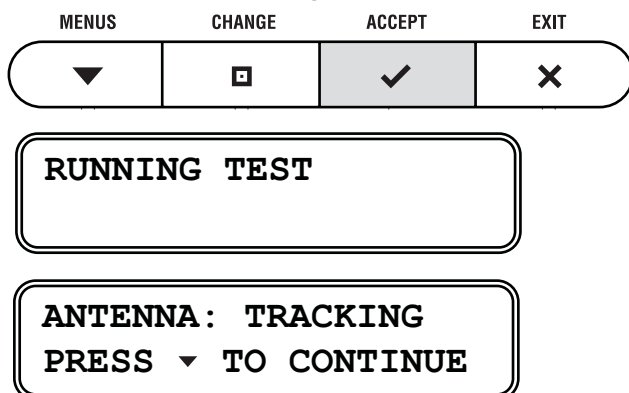 MENUS CHANGE ACCEPT EXIT
RUNNING TEST
ANTENNA: TRACKING
PRESS ▼ TO CONTINUE